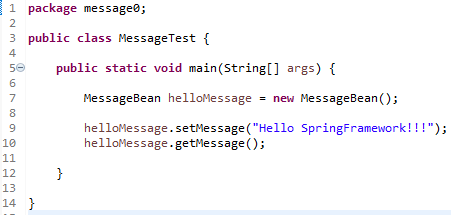 1 package message0;
2
3 public class MessageTest {
4
5 public static void main(String[] args) {
6
7 MessageBean helloMessage = new MessageBean();
8
9 helloMessage.setMessage("Hello SpringFramework!!!");
10 helloMessage.getMessage();
11
12 }
13
14 }